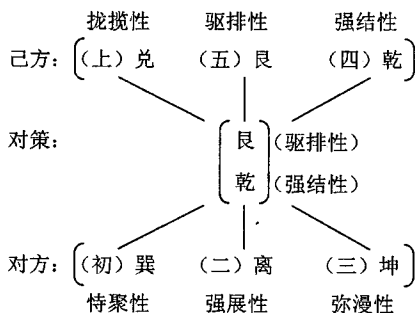 拢揽性 驱排性 强结性
己方：（上）兑 （五）艮 （四）乾
对策： 艮（驱排性）
乾（强结性）
对方：（初）巽 （二）离 （三）坤
恃聚性 强展性 弥漫性